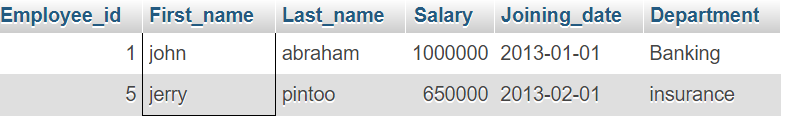 Employee_id First_name Last_name Salary Joining_date Department
1 john abraham 1000000 2013-01-01 Banking
5 jerry pintoo 650000 2013-02-01 insurance